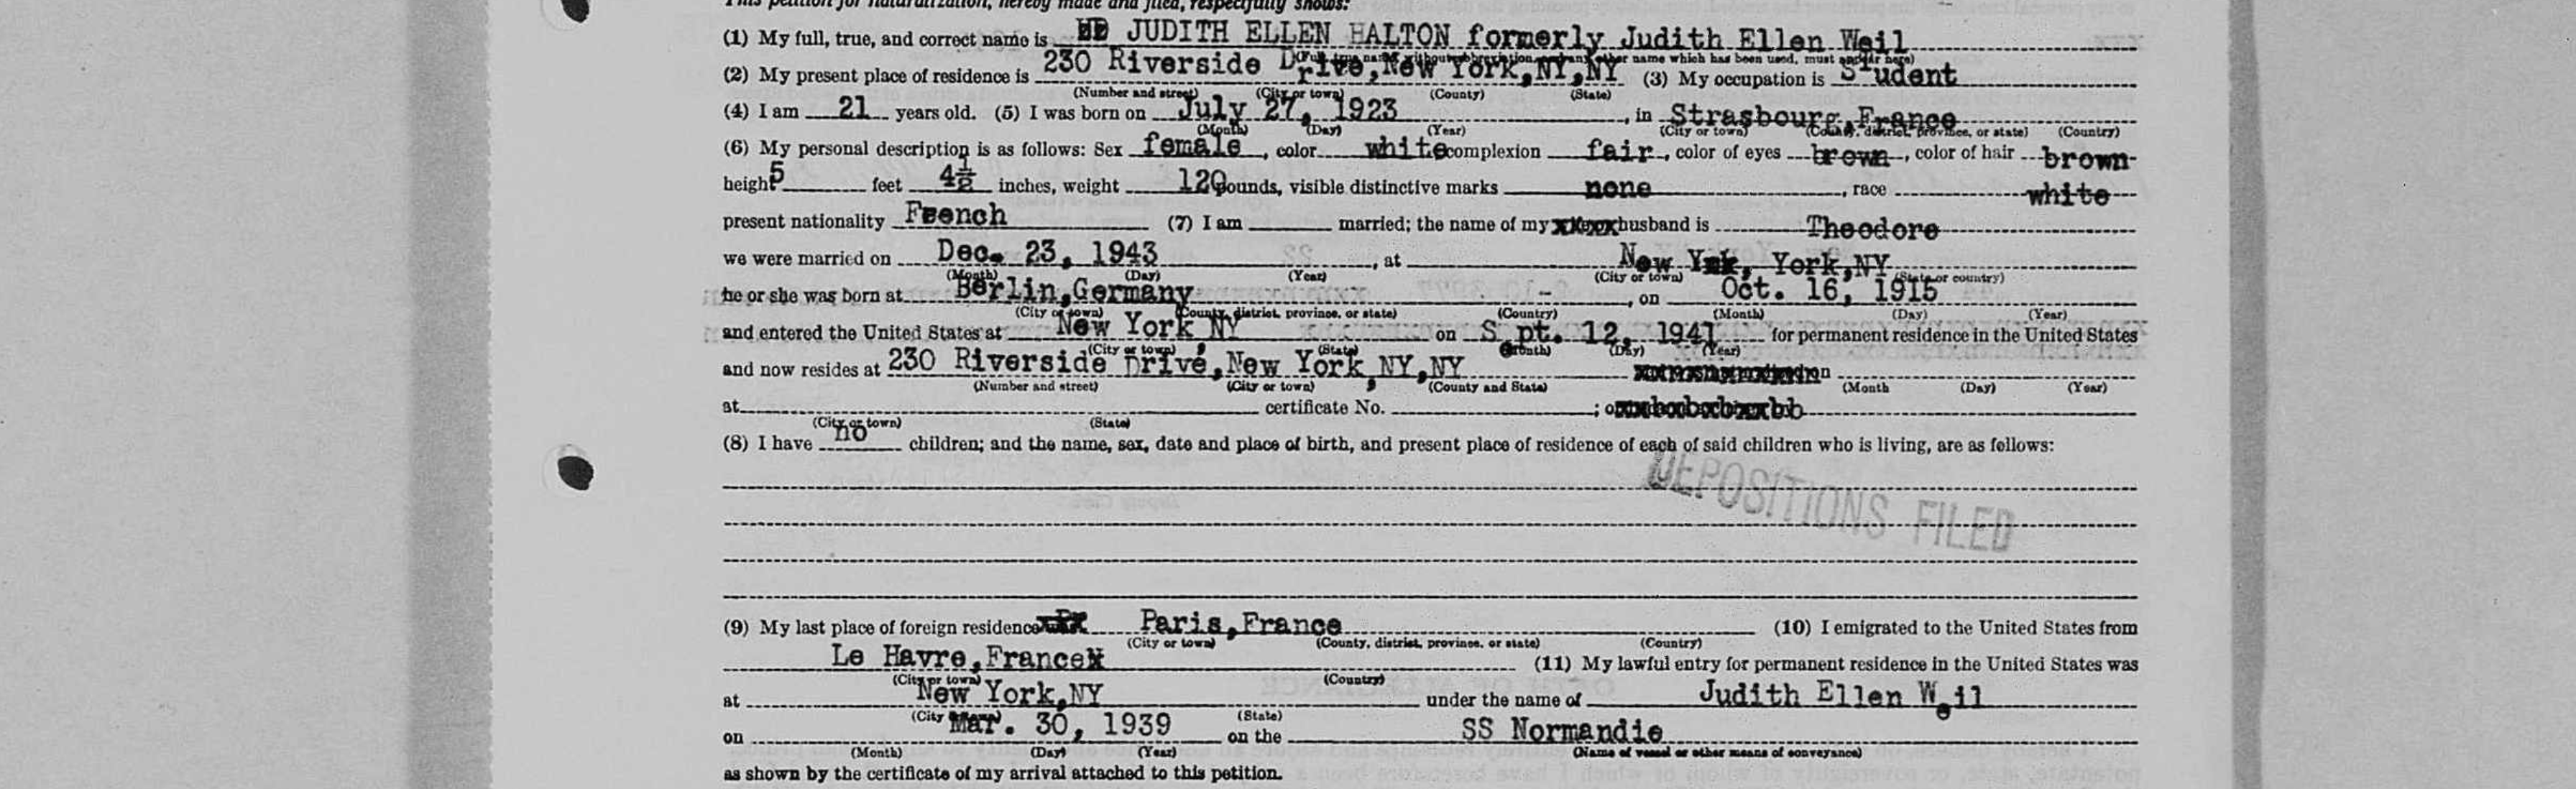 This petition for naturalization, hereby made and filed, respectfully shows:
(1) My full, true, and correct name is JUDITH ELLEN HALTON formerly Judith Ellen Weil
(Full, true name, without abbreviation, and any other name which has been used, must appear here)
(2) My present place of residence is 230 Riverside Drive, New York, NY, NY (3) My occupation is Student
(Number and street) (City or town) (County) (State)
(4) I am 21 years old. (5) I was born on July 27, 1923, in Strasbourg, France
(Month) (Day) (Year) (City or town) (County, district, province, or state) (Country)
(6) My personal description is as follows: Sex female, color white complexion fair, color of eyes brown, color of hair brown
height 5 feet 4½ inches, weight 120 pounds, visible distinctive marks none, race white
present nationality French (7) I am married; the name of my husband is Theodore
we were married on Dec. 23, 1943, at New York, NY
(Month) (Day) (Year) (City or town) (State or country)
he or she was born at Berlin, Germany, on Oct. 16, 1915
(City or town) (County, district, province, or state) (Country) (Month) (Day) (Year)
and entered the United States at New York, NY on S pt. 12, 1941 for permanent residence in the United States
(City or town) (State) (Month) (Day) (Year)
and now resides at 230 Riverside Drive, New York, NY, NY on
(Number and street) (City or town) (County and State) (Month (Day) (Year)
at certificate No. ; o
(City or town) (State)
(8) I have no children; and the name, sex, date and place of birth, and present place of residence of each of said children who is living, are as follows:
DEPOSITIONS FILED
(9) My last place of foreign residence Paris, France (10) I emigrated to the United States from
(City or town) (County, district, province, or state) (Country)
Le Havre, France (11) My lawful entry for permanent residence in the United States was
(City or town) (Country)
at New York, NY under the name of Judith Ellen Weil
(City or town) (State)
on Mar. 30, 1939 on the SS Normandie
(Month) (Day) (Year) (Name of vessel or other means of conveyance)
as shown by the certificate of my arrival attached to this petition.